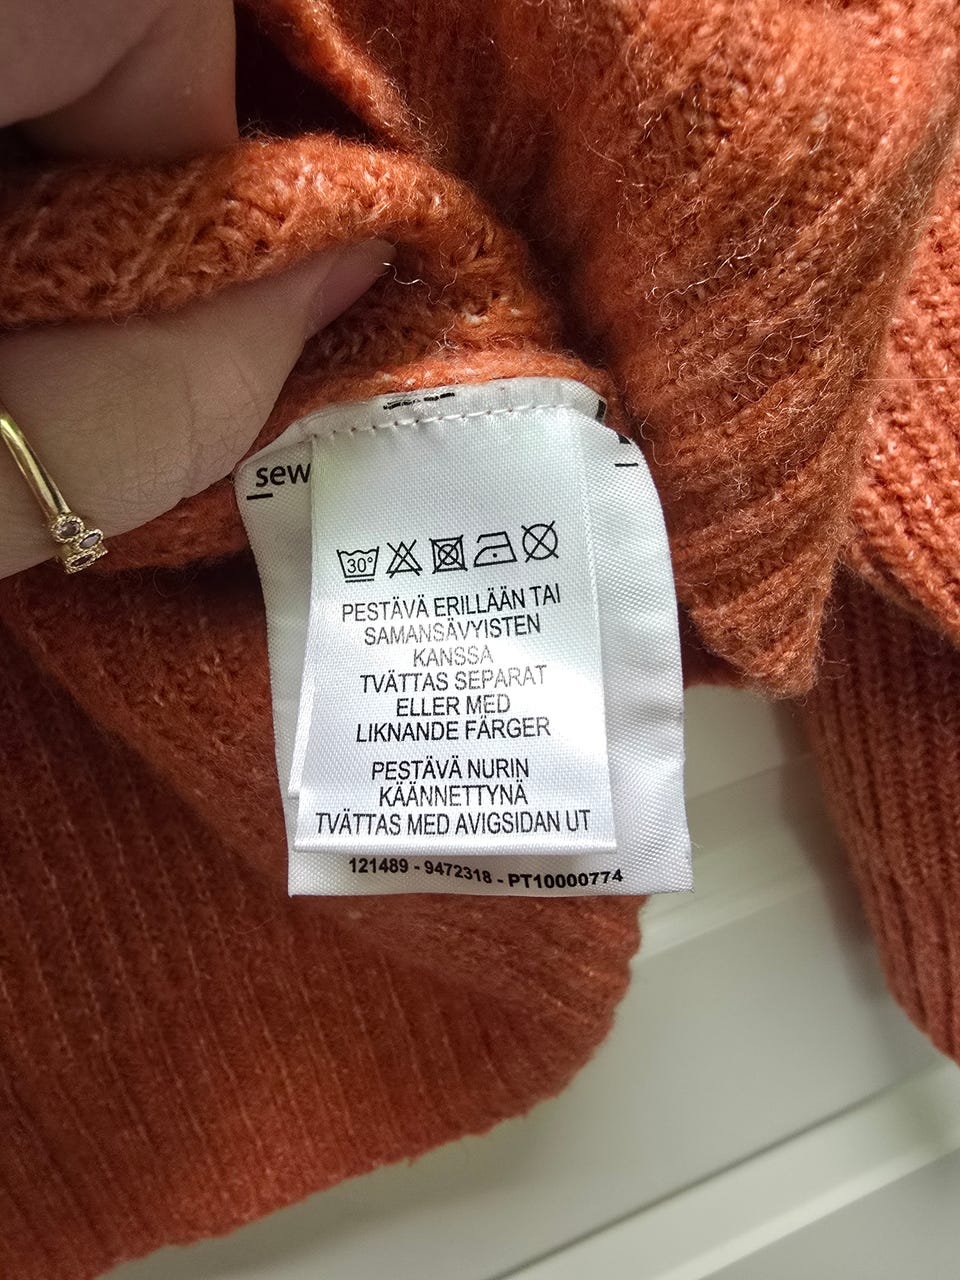 sew
30°
PESTÄVÄ ERILLÄÄN TAI
SAMANSÄVYISTEN
KANSSA
TVÄTTAS SEPARAT
ELLER MED
LIKNANDE FÄRGER
PESTÄVÄ NURIN
KÄÄNNETTYNÄ
TVÄTTAS MED AVIGSIDAN UT
121489 - 9472318 - PT10000774